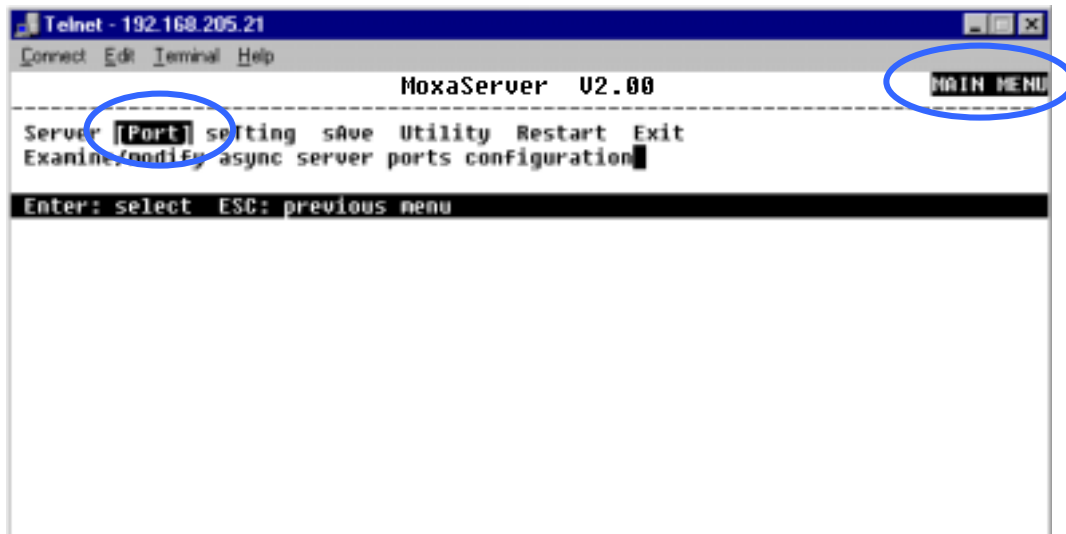 Telnet - 192.168.205.21
Connect Edit Terminal Help
MoxaServer V2.00 MAIN MENU
Server [Port] seTting sAve Utility Restart Exit
Examine/modify async server ports configuration
Enter: select ESC: previous menu